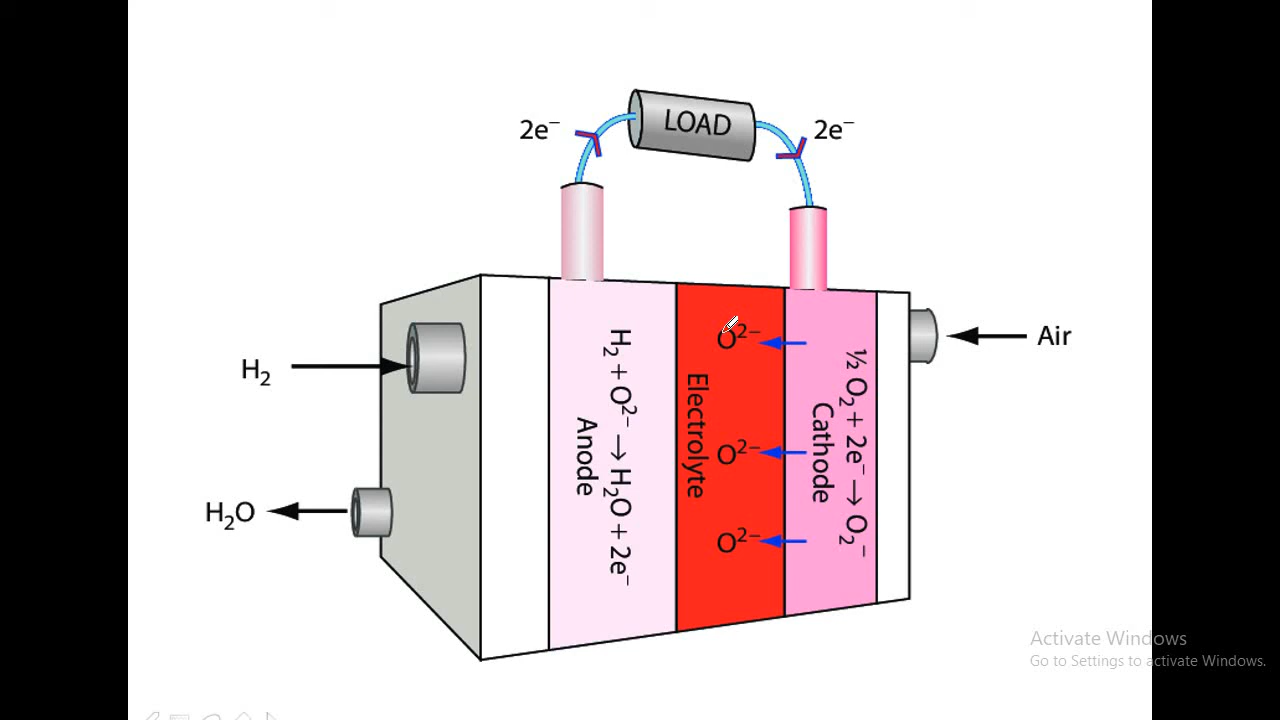 LOAD
2e⁻
2e⁻
H₂
Air
H₂O
H₂ + O²⁻ → H₂O + 2e⁻
Anode
Electrolyte
O²⁻
O²⁻
O²⁻
½ O₂ + 2e⁻ → O₂⁻
Cathode
Activate Windows
Go to Settings to activate Windows.